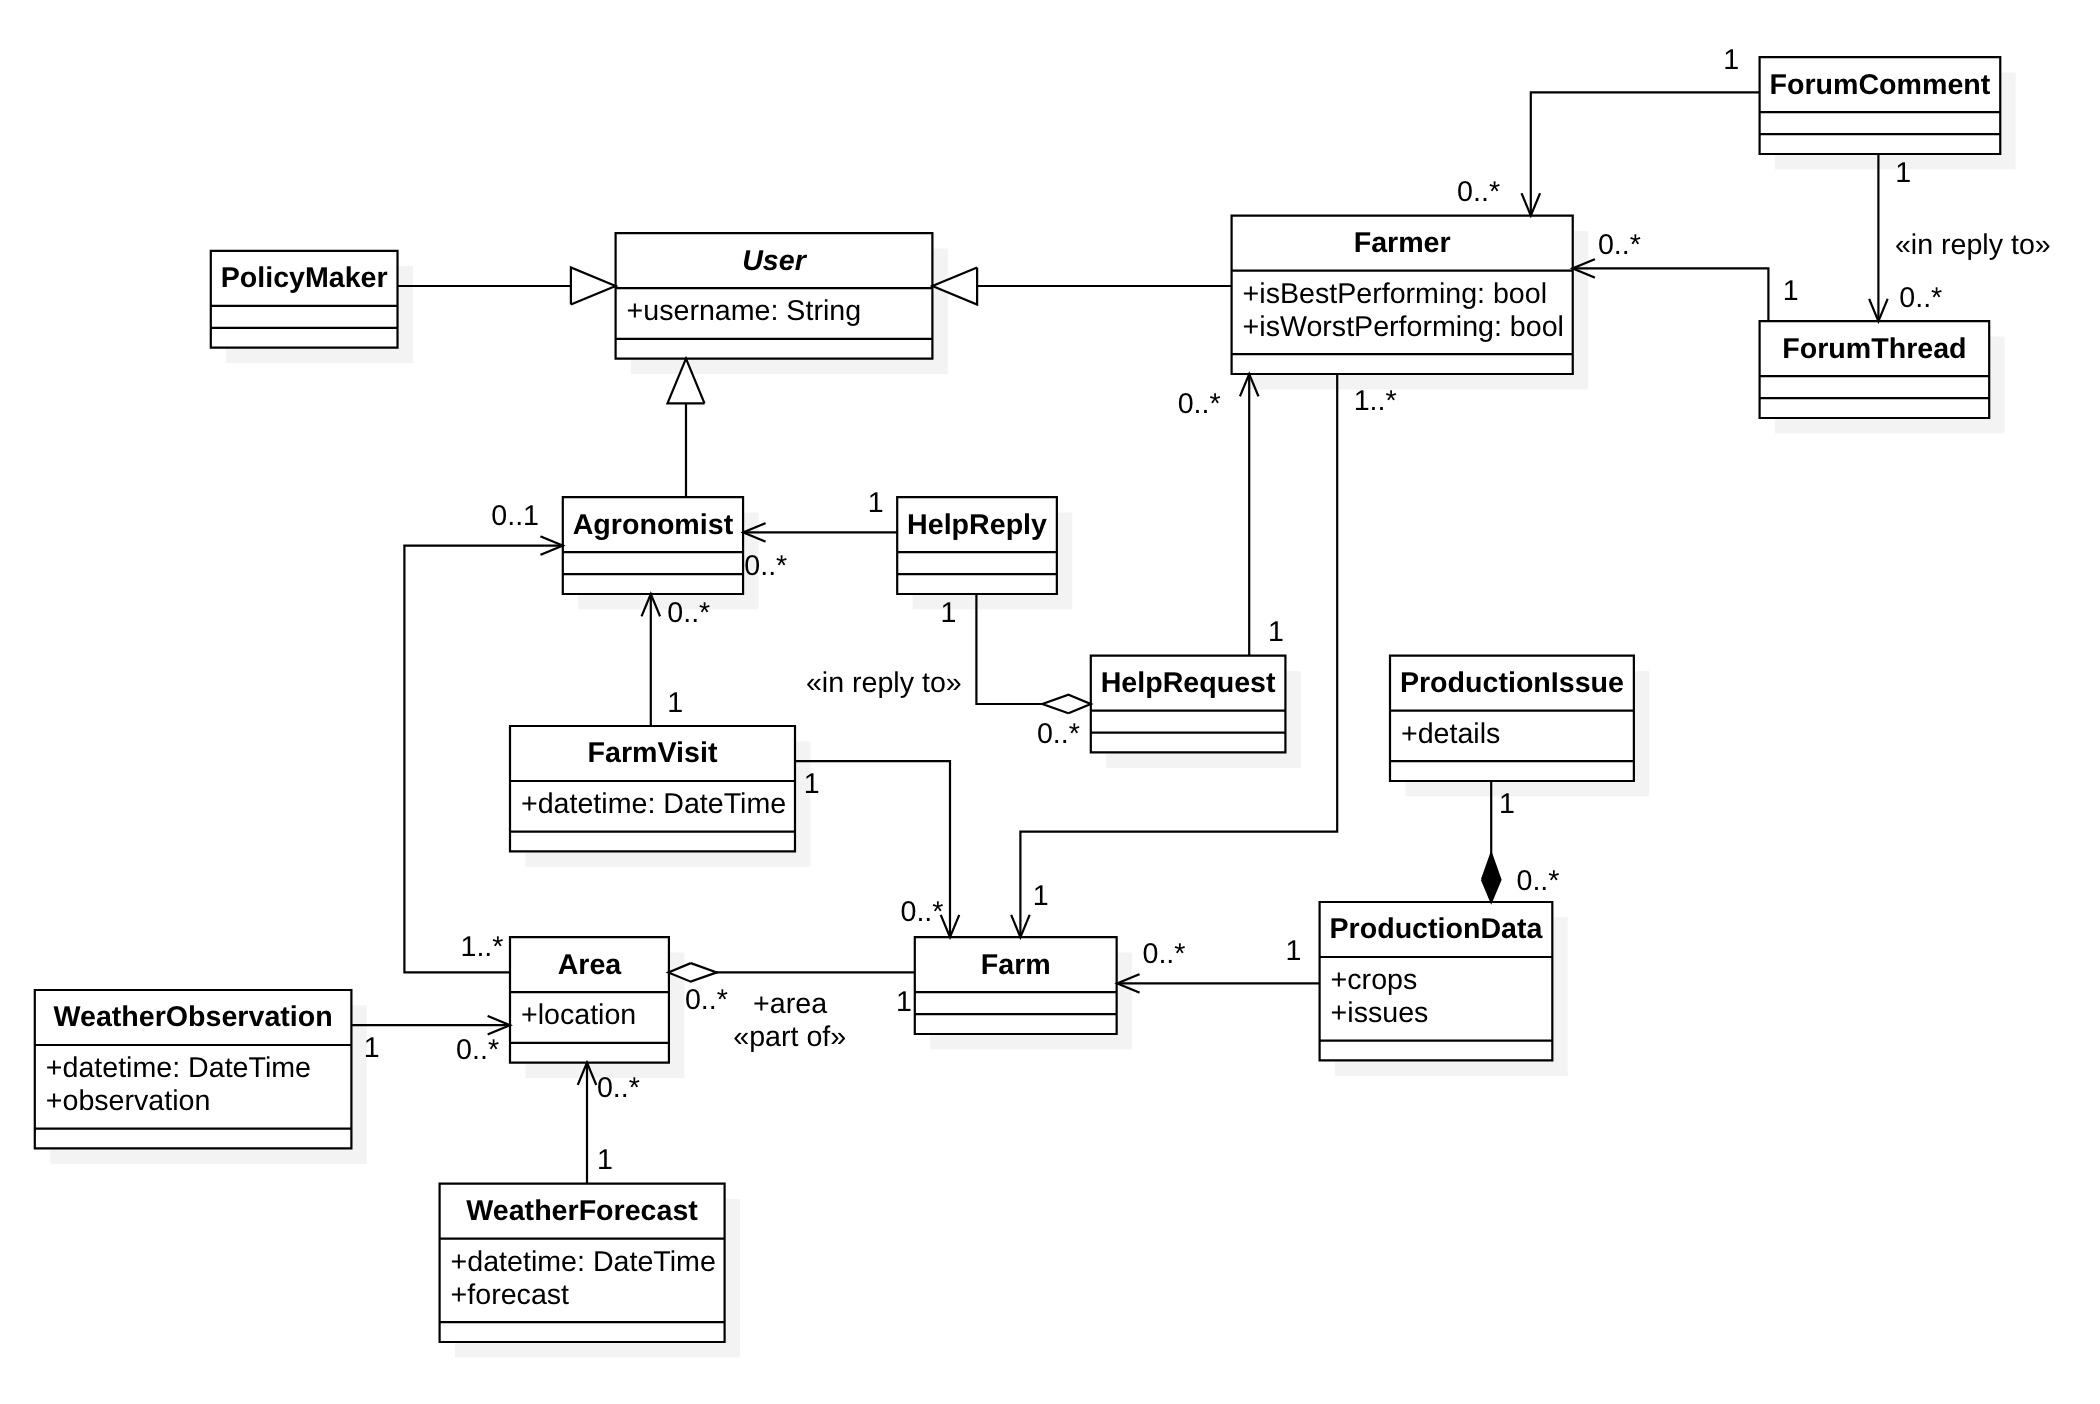 1
ForumComment
0..*
1
Farmer
+isBestPerforming: bool
+isWorstPerforming: bool
0..*
«in reply to»
1
0..*
ForumThread
User
+username: String
PolicyMaker
0..*
1..*
0..1
Agronomist
1
HelpReply
0..*
0..*
1
1
«in reply to»
HelpRequest
0..*
ProductionIssue
+details
1
1
FarmVisit
+datetime: DateTime
1
0..*
1
0..*
ProductionData
+crops
+issues
1..*
Area
+location
0..*
+area
«part of»
1
Farm
0..*
1
WeatherObservation
+datetime: DateTime
+observation
1
0..*
0..*
1
WeatherForecast
+datetime: DateTime
+forecast